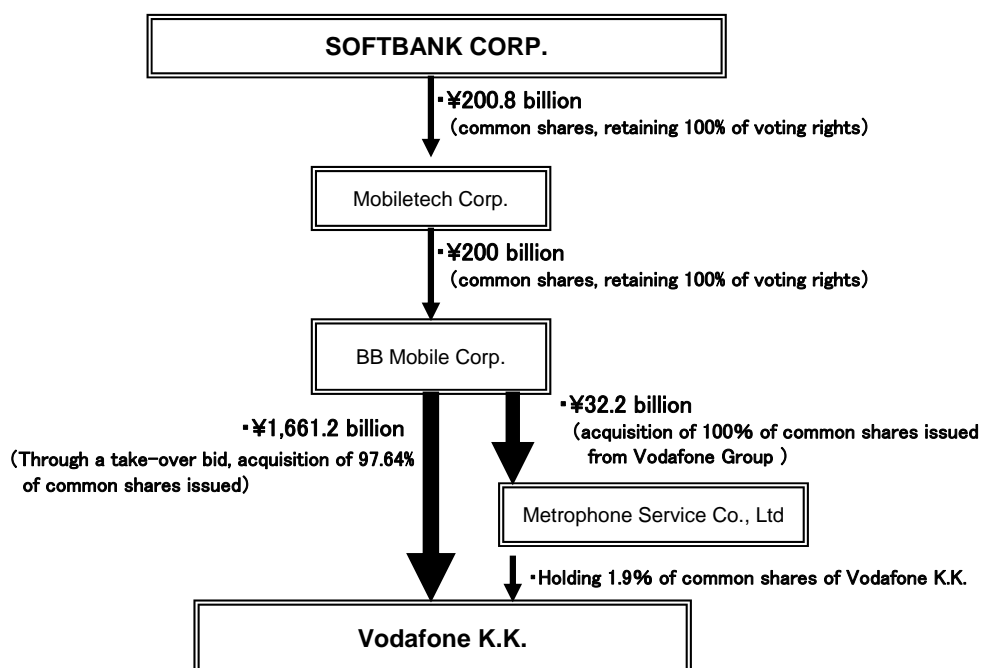 SOFTBANK CORP.
・¥200.8 billion
(common shares, retaining 100% of voting rights)
Mobiletech Corp.
・¥200 billion
(common shares, retaining 100% of voting rights)
BB Mobile Corp.
・¥32.2 billion
(acquisition of 100% of common shares issued
from Vodafone Group )
・¥1,661.2 billion
(Through a take-over bid, acquisition of 97.64%
of common shares issued)
Metrophone Service Co., Ltd
・Holding 1.9% of common shares of Vodafone K.K.
Vodafone K.K.